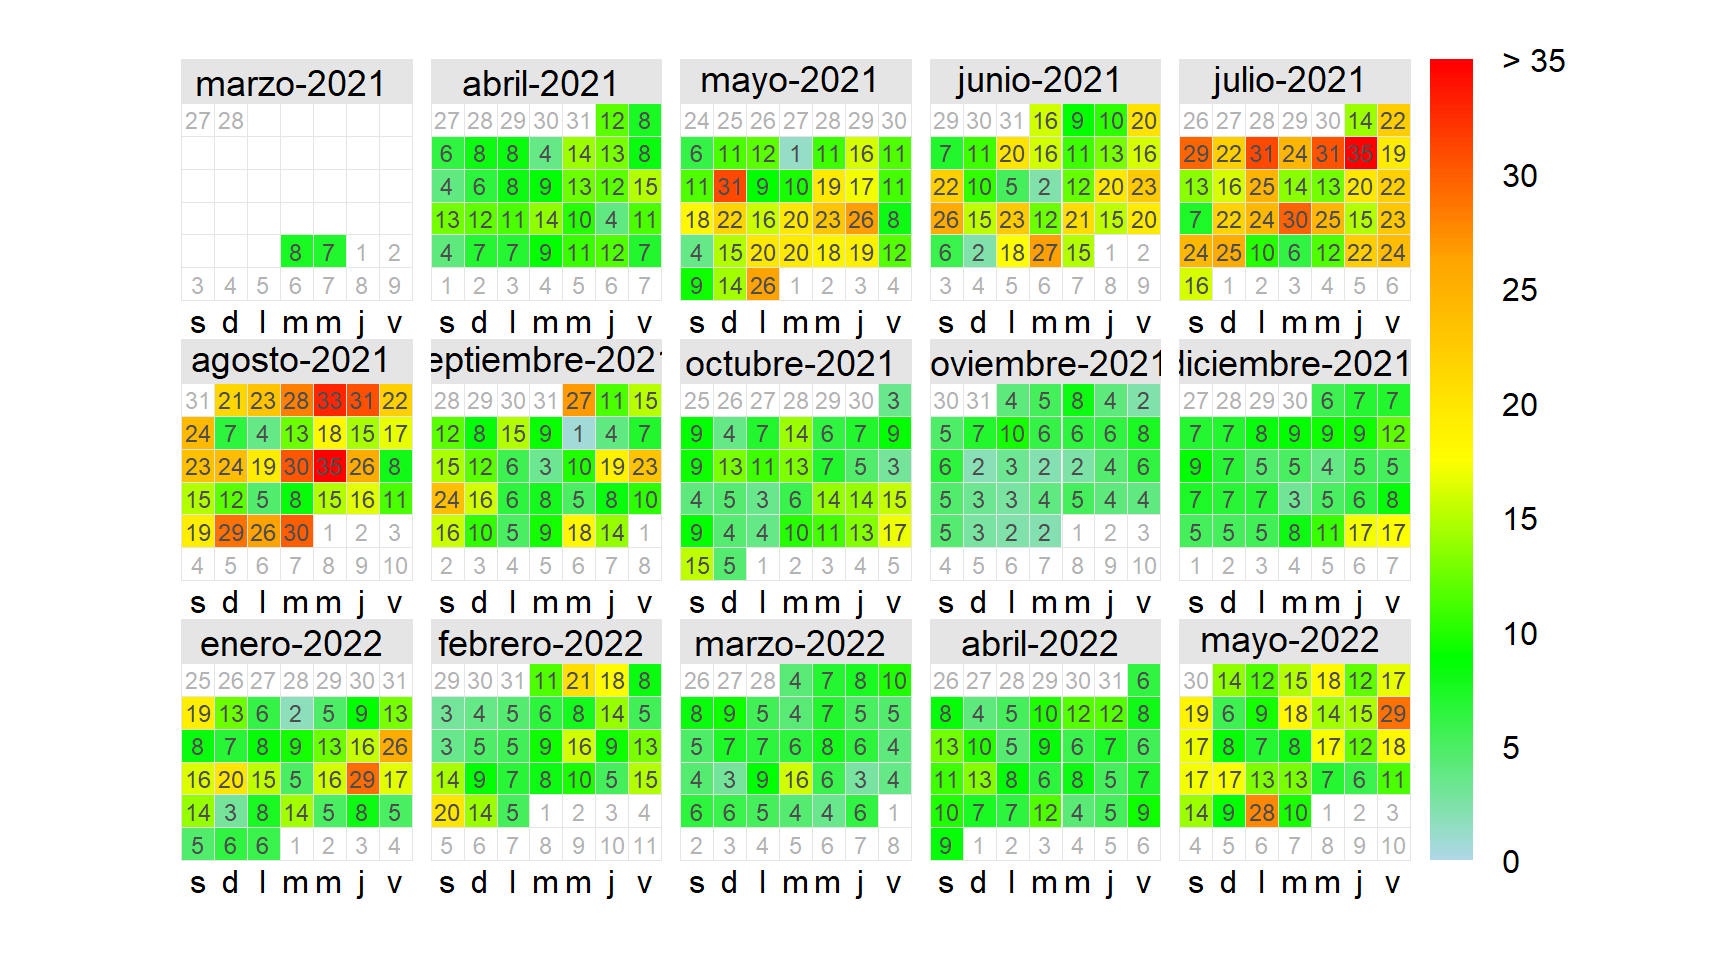 marzo-2021 abril-2021 mayo-2021 junio-2021 julio-2021
27 28 27 28 29 30 31 12 8 24 25 26 27 28 29 30 29 30 31 16 9 10 20 26 27 28 29 30 14 22
6 8 8 4 14 13 8 6 11 12 1 11 16 11 7 11 20 16 11 13 16 29 22 31 24 31 35 19
4 6 8 9 13 12 15 11 31 9 10 19 17 11 22 10 5 2 12 20 23 13 16 25 14 13 20 22
13 12 11 14 10 4 11 18 22 16 20 23 26 8 26 15 23 12 21 15 20 7 22 24 30 25 15 23
8 7 1 2 4 7 7 9 11 12 7 4 15 20 20 18 19 12 6 2 18 27 15 1 2 24 25 10 6 12 22 24
3 4 5 6 7 8 9 1 2 3 4 5 6 7 9 14 26 1 2 3 4 3 4 5 6 7 8 9 16 1 2 3 4 5 6
s d l m m j v s d l m m j v s d l m m j v s d l m m j v s d l m m j v
agosto-2021 eptiembre-2021 octubre-2021 oviembre-2021 diciembre-2021
31 21 23 28 33 31 22 28 29 30 31 27 11 15 25 26 27 28 29 30 3 30 31 4 5 8 4 2 27 28 29 30 6 7 7
24 7 4 13 18 15 17 12 8 15 9 1 4 7 9 4 7 14 6 7 9 5 7 10 6 6 6 8 7 7 8 9 9 9 12
23 24 19 30 35 26 8 15 12 6 3 10 19 23 9 13 11 13 7 5 3 6 2 3 2 2 4 6 9 7 5 5 4 5 5
15 12 5 8 15 16 11 24 16 6 8 5 8 10 4 5 3 6 14 14 15 5 3 3 4 5 4 4 7 7 7 3 5 6 8
19 29 26 30 1 2 3 16 10 5 9 18 14 1 9 4 4 10 11 13 17 5 3 2 2 1 2 3 5 5 5 8 11 17 17
4 5 6 7 8 9 10 2 3 4 5 6 7 8 15 5 1 2 3 4 5 4 5 6 7 8 9 10 1 2 3 4 5 6 7
s d l m m j v s d l m m j v s d l m m j v s d l m m j v s d l m m j v
enero-2022 febrero-2022 marzo-2022 abril-2022 mayo-2022
25 26 27 28 29 30 31 29 30 31 11 21 18 8 26 27 28 4 7 8 10 26 27 28 29 30 31 6 30 14 12 15 18 12 17
19 13 6 2 5 9 13 3 4 5 6 8 14 5 8 9 5 4 7 5 5 8 4 5 10 12 12 8 19 6 9 18 14 15 29
8 7 8 9 13 16 26 3 5 5 9 16 9 13 5 7 7 6 8 6 4 13 10 5 9 6 7 6 17 8 7 8 17 12 18
16 20 15 5 16 29 17 14 9 7 8 10 5 15 4 3 9 16 6 3 4 11 13 8 6 8 5 7 17 17 13 13 7 6 11
14 3 8 14 5 8 5 20 14 5 1 2 3 4 6 6 5 4 4 6 1 10 7 7 12 4 5 9 14 9 28 10 1 2 3
5 6 6 1 2 3 4 5 6 7 8 9 10 11 2 3 4 5 6 7 8 9 1 2 3 4 5 6 4 5 6 7 8 9 10
s d l m m j v s d l m m j v s d l m m j v s d l m m j v s d l m m j v
> 35
30
25
20
15
10
5
0